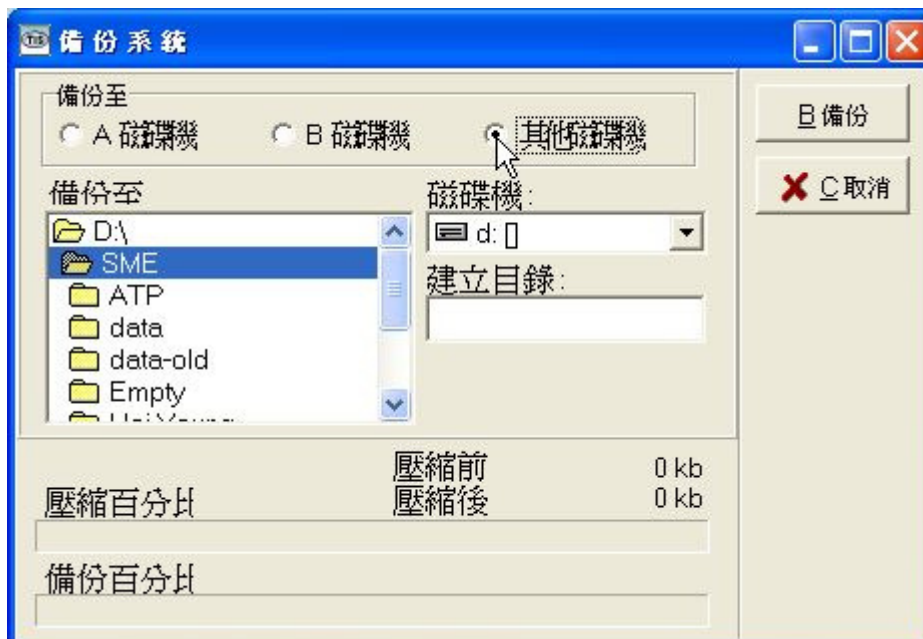 備份系統
備份至
A 磁碟機 B 磁碟機 其他磁碟機
B 備份
C 取消
備份至
D:\
SME
ATP
data
data-old
Empty
磁碟機:
d: []
建立目錄:
壓縮前 0 kb
壓縮後 0 kb
壓縮百分比
備份百分比